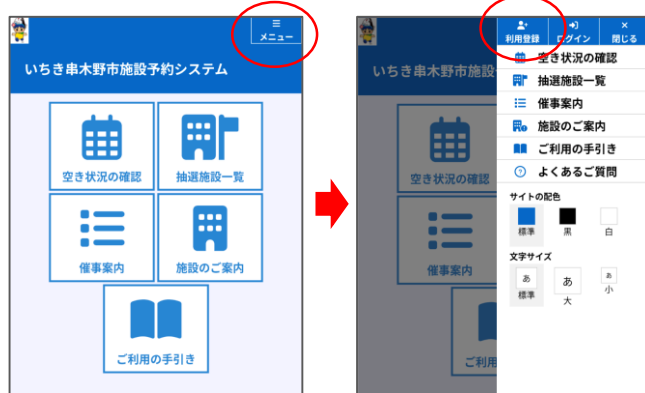 メニュー
いちき串木野市施設予約システム
空き状況の確認
抽選施設一覧
催事案内
施設のご案内
ご利用の手引き
利用登録
ログイン
閉じる
いちき串木野市施設
空き状況の確認
催事案内
ご利用
空き状況の確認
抽選施設一覧
催事案内
施設のご案内
ご利用の手引き
よくあるご質問
サイトの配色
標準 黒 白
文字サイズ
あ あ あ
標準 大 小